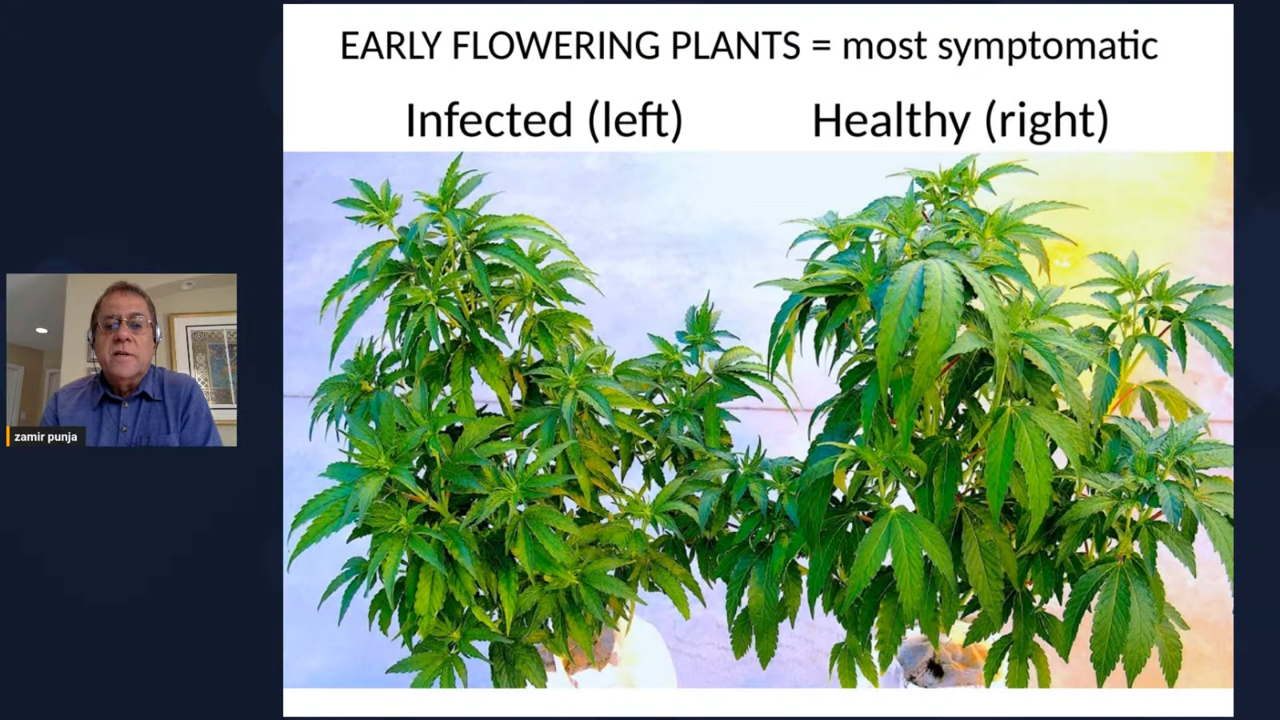 EARLY FLOWERING PLANTS = most symptomatic
Infected (left) Healthy (right)
zamir punja